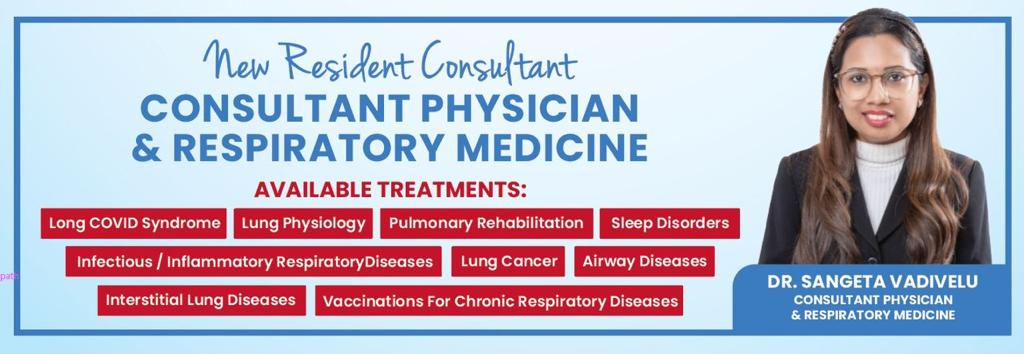 New Resident Consultant
CONSULTANT PHYSICIAN
& RESPIRATORY MEDICINE
AVAILABLE TREATMENTS:
Long COVID Syndrome Lung Physiology Pulmonary Rehabilitation Sleep Disorders
Infectious / Inflammatory RespiratoryDiseases Lung Cancer Airway Diseases
Interstitial Lung Diseases Vaccinations For Chronic Respiratory Diseases
DR. SANGETA VADIVELU
CONSULTANT PHYSICIAN
& RESPIRATORY MEDICINE
path